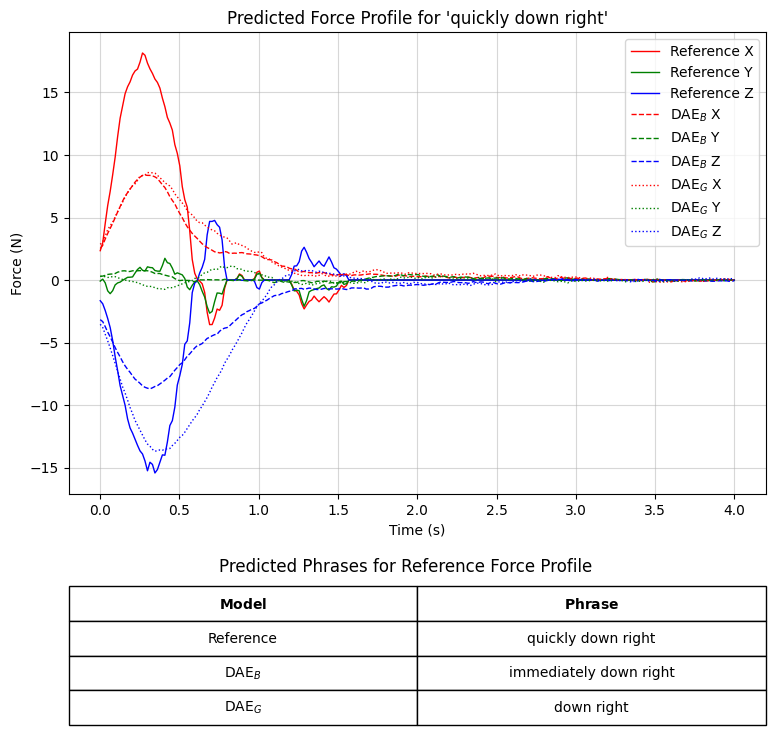 Predicted Force Profile for 'quickly down right'
Force (N)
15
10
5
0
−5
−10
−15
Reference X
Reference Y
Reference Z
DAE_B X
DAE_B Y
DAE_B Z
DAE_G X
DAE_G Y
DAE_G Z
0.0 0.5 1.0 1.5 2.0 2.5 3.0 3.5 4.0
Time (s)
Predicted Phrases for Reference Force Profile
Model Phrase
Reference quickly down right
DAE_B immediately down right
DAE_G down right